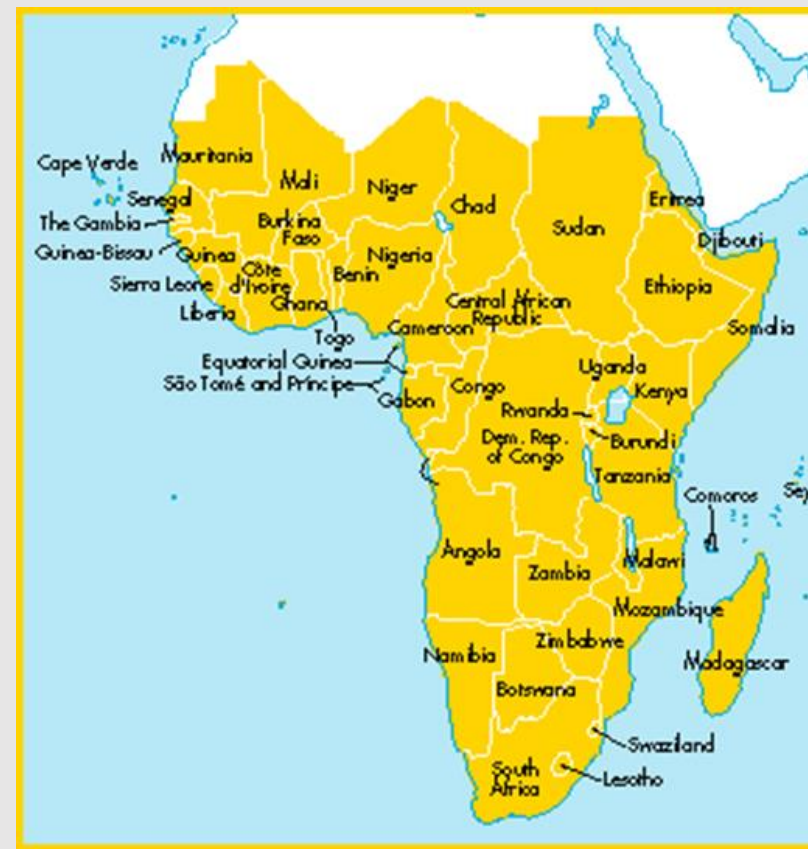 Cape Verde
Mauritania
Mali
Niger
Chad
Sudan
Eritrea
Senegal
The Gambia
Guinea-Bissau
Guinea
Burkina
Faso
Nigeria
Djibouti
Sierra Leone
Côte
d'Ivoire
Benin
Ghana
Liberia
Togo
Central African
Republic
Ethiopia
Somalia
Cameroon
Equatorial Guinea
São Tomé and Príncipe
Gabon
Congo
Uganda
Kenya
Rwanda
Dem. Rep.
of Congo
Burundi
Tanzania
Comoros
Sey
Angola
Zambia
Malawi
Mozambique
Namibia
Zimbabwe
Madagascar
Botswana
Swaziland
South
Africa
Lesotho